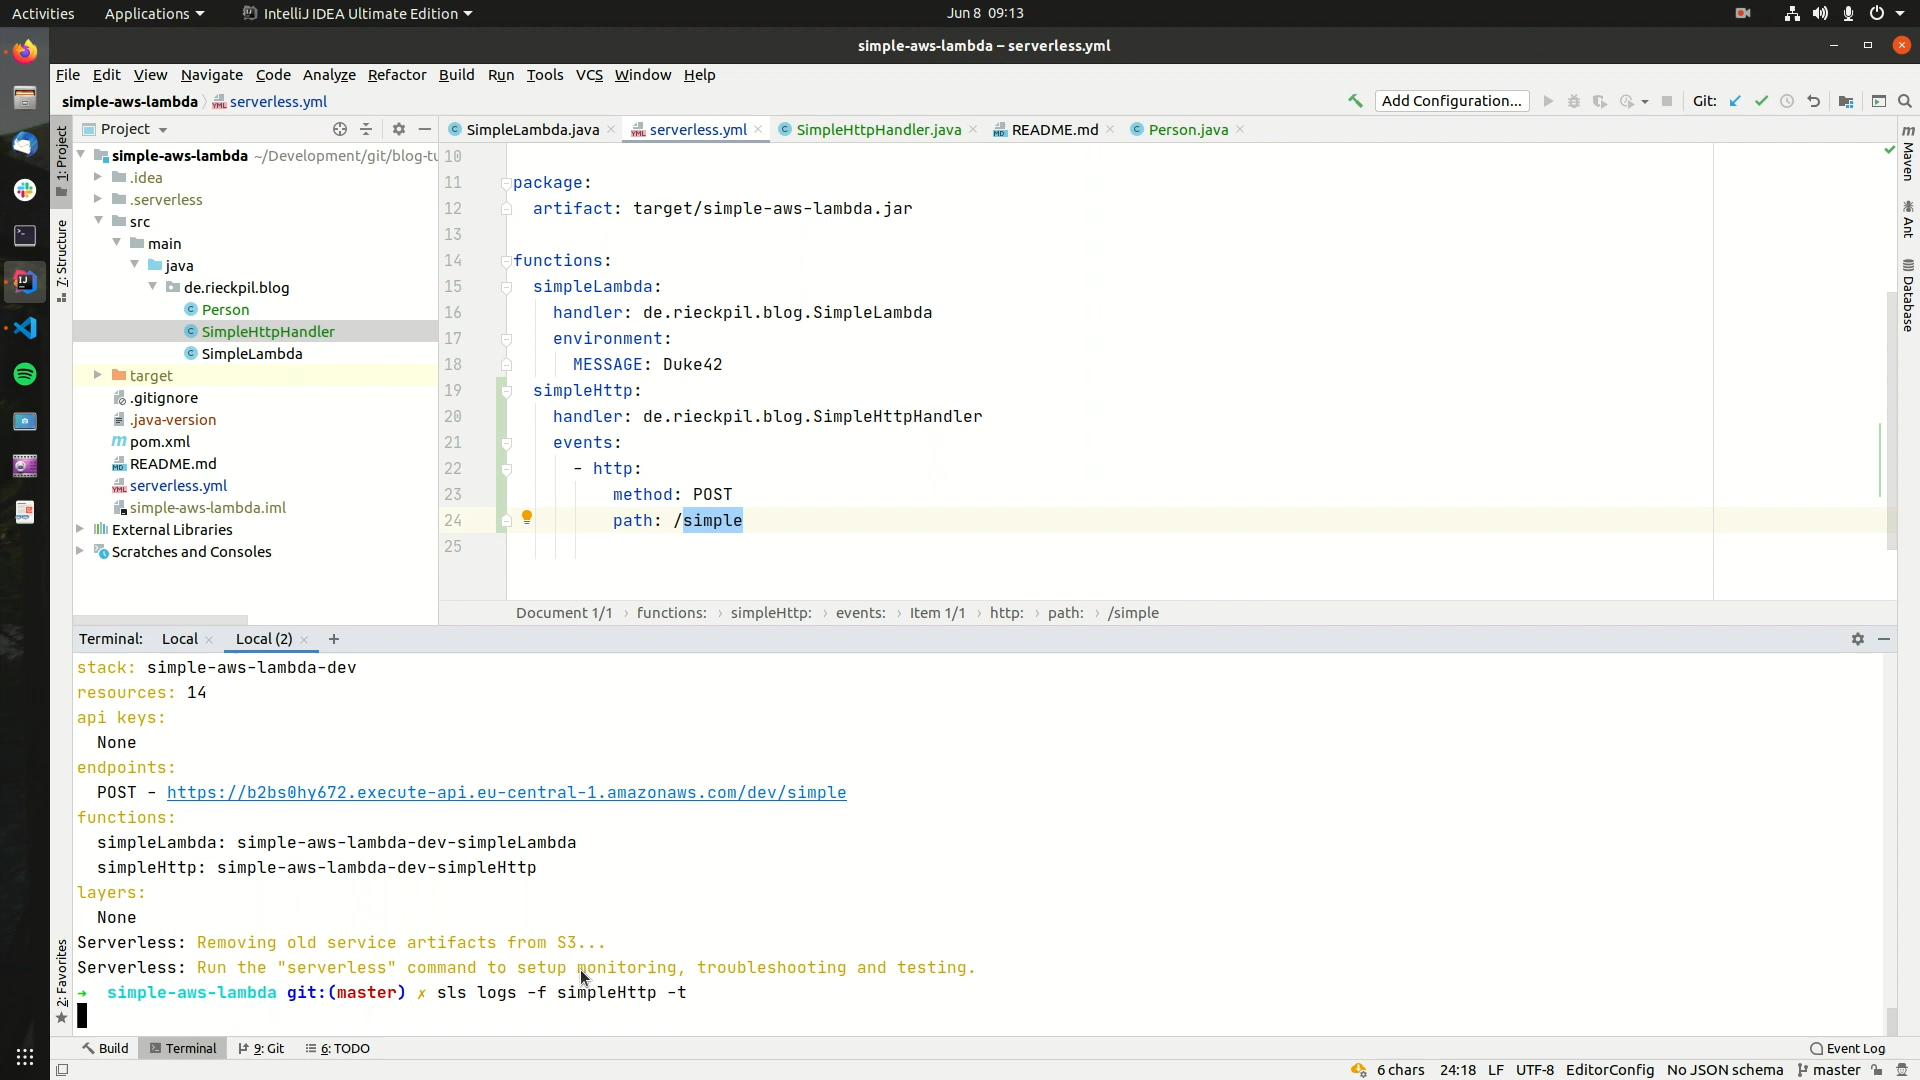 Activities Applications IntelliJ IDEA Ultimate Edition Jun 8 09:13
simple-aws-lambda – serverless.yml
File Edit View Navigate Code Analyze Refactor Build Run Tools VCS Window Help
simple-aws-lambda serverless.yml Add Configuration... Git:
Project SimpleLambda.java serverless.yml SimpleHttpHandler.java README.md Person.java
1: Project
7: Structure
2: Favorites
simple-aws-lambda ~/Development/git/blog-tu
.idea
.serverless
src
main
java
de.rieckpil.blog
Person
SimpleHttpHandler
SimpleLambda
target
.gitignore
.java-version
pom.xml
README.md
serverless.yml
simple-aws-lambda.iml
External Libraries
Scratches and Consoles
10
11 package:
12 artifact: target/simple-aws-lambda.jar
13
14 functions:
15 simpleLambda:
16 handler: de.rieckpil.blog.SimpleLambda
17 environment:
18 MESSAGE: Duke42
19 simpleHttp:
20 handler: de.rieckpil.blog.SimpleHttpHandler
21 events:
22 - http:
23 method: POST
24 path: /simple
25
Document 1/1 › functions: › simpleHttp: › events: › Item 1/1 › http: › path: › /simple
Maven
Ant
Database
Terminal: Local Local (2) +
stack: simple-aws-lambda-dev
resources: 14
api keys:
None
endpoints:
POST - https://b2bs0hy672.execute-api.eu-central-1.amazonaws.com/dev/simple
functions:
simpleLambda: simple-aws-lambda-dev-simpleLambda
simpleHttp: simple-aws-lambda-dev-simpleHttp
layers:
None
Serverless: Removing old service artifacts from S3...
Serverless: Run the "serverless" command to setup monitoring, troubleshooting and testing.
➜ simple-aws-lambda git:(master) ✗ sls logs -f simpleHttp -t
Build Terminal 9: Git 6: TODO Event Log
6 chars 24:18 LF UTF-8 EditorConfig No JSON schema master